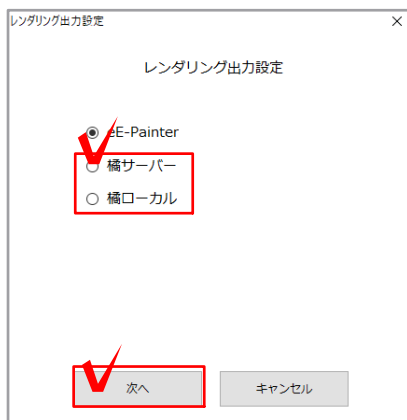 レンダリング出力設定
レンダリング出力設定
eE-Painter
橘サーバー
橘ローカル
次へ
キャンセル